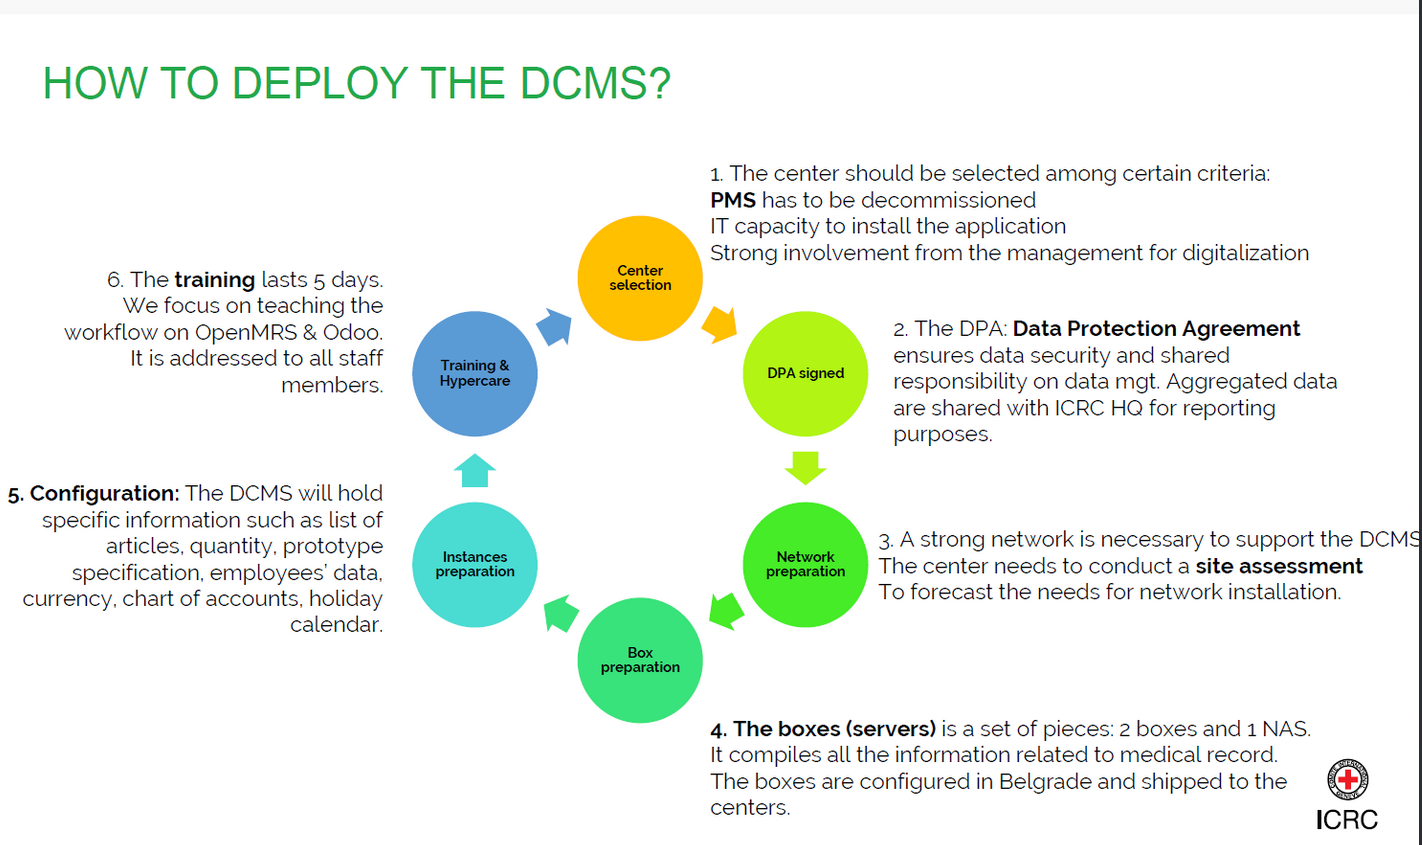 HOW TO DEPLOY THE DCMS?
1. The center should be selected among certain criteria:
PMS has to be decommissioned
IT capacity to install the application
Strong involvement from the management for digitalization
Center
selection
2. The DPA: Data Protection Agreement
ensures data security and shared
responsibility on data mgt. Aggregated data
are shared with ICRC HQ for reporting
purposes.
DPA signed
3. A strong network is necessary to support the DCMS
The center needs to conduct a site assessment
To forecast the needs for network installation.
Network
preparation
4. The boxes (servers) is a set of pieces: 2 boxes and 1 NAS.
It compiles all the information related to medical record.
The boxes are configured in Belgrade and shipped to the
centers.
Box
preparation
5. Configuration: The DCMS will hold
specific information such as list of
articles, quantity, prototype
specification, employees’ data,
currency, chart of accounts, holiday
calendar.
Instances
preparation
6. The training lasts 5 days.
We focus on teaching the
workflow on OpenMRS & Odoo.
It is addressed to all staff
members.
Training &
Hypercare
COMITE INTERNATIONAL GENEVE
ICRC